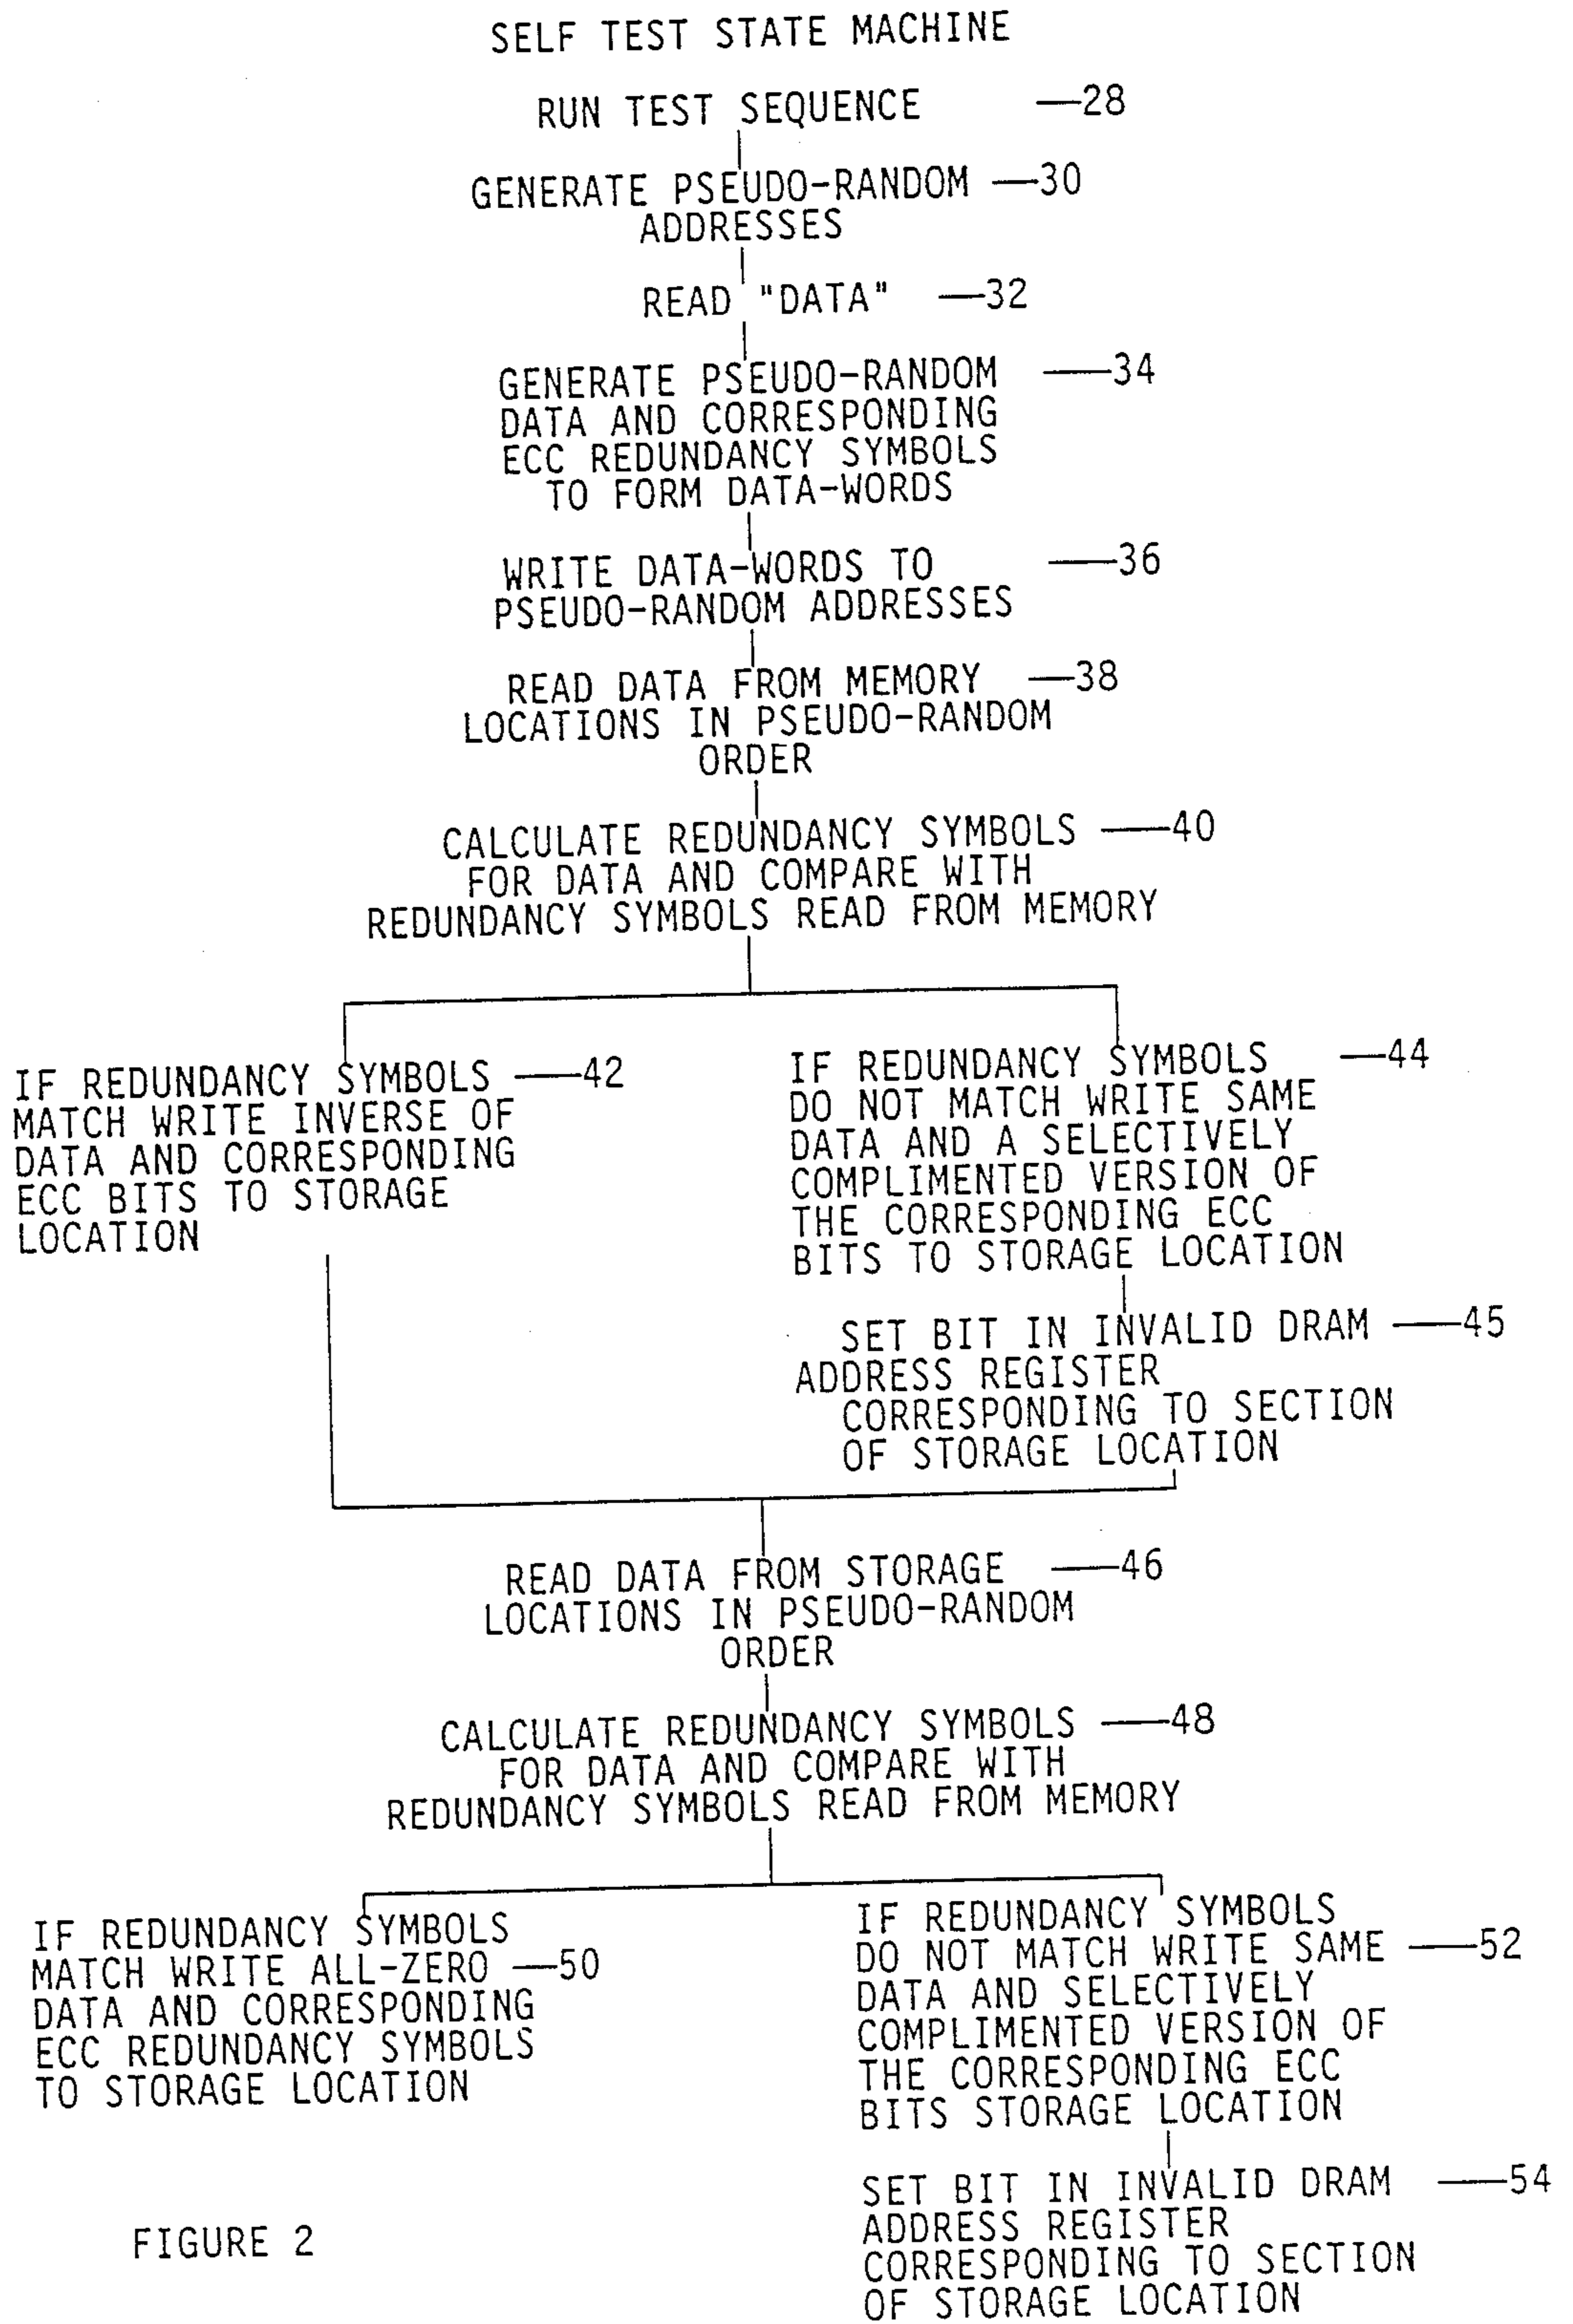 SELF TEST STATE MACHINE
RUN TEST SEQUENCE —28
GENERATE PSEUDO-RANDOM —30
ADDRESSES
READ "DATA" —32
GENERATE PSEUDO-RANDOM —34
DATA AND CORRESPONDING
ECC REDUNDANCY SYMBOLS
TO FORM DATA-WORDS
WRITE DATA-WORDS TO —36
PSEUDO-RANDOM ADDRESSES
READ DATA FROM MEMORY —38
LOCATIONS IN PSEUDO-RANDOM
ORDER
CALCULATE REDUNDANCY SYMBOLS —40
FOR DATA AND COMPARE WITH
REDUNDANCY SYMBOLS READ FROM MEMORY
IF REDUNDANCY SYMBOLS —42
MATCH WRITE INVERSE OF
DATA AND CORRESPONDING
ECC BITS TO STORAGE
LOCATION
IF REDUNDANCY SYMBOLS —44
DO NOT MATCH WRITE SAME
DATA AND A SELECTIVELY
COMPLIMENTED VERSION OF
THE CORRESPONDING ECC
BITS TO STORAGE LOCATION
SET BIT IN INVALID DRAM —45
ADDRESS REGISTER
CORRESPONDING TO SECTION
OF STORAGE LOCATION
READ DATA FROM STORAGE —46
LOCATIONS IN PSEUDO-RANDOM
ORDER
CALCULATE REDUNDANCY SYMBOLS —48
FOR DATA AND COMPARE WITH
REDUNDANCY SYMBOLS READ FROM MEMORY
IF REDUNDANCY SYMBOLS
MATCH WRITE ALL-ZERO —50
DATA AND CORRESPONDING
ECC REDUNDANCY SYMBOLS
TO STORAGE LOCATION
IF REDUNDANCY SYMBOLS
DO NOT MATCH WRITE SAME —52
DATA AND SELECTIVELY
COMPLIMENTED VERSION OF
THE CORRESPONDING ECC
BITS STORAGE LOCATION
SET BIT IN INVALID DRAM —54
ADDRESS REGISTER
CORRESPONDING TO SECTION
OF STORAGE LOCATION
FIGURE 2